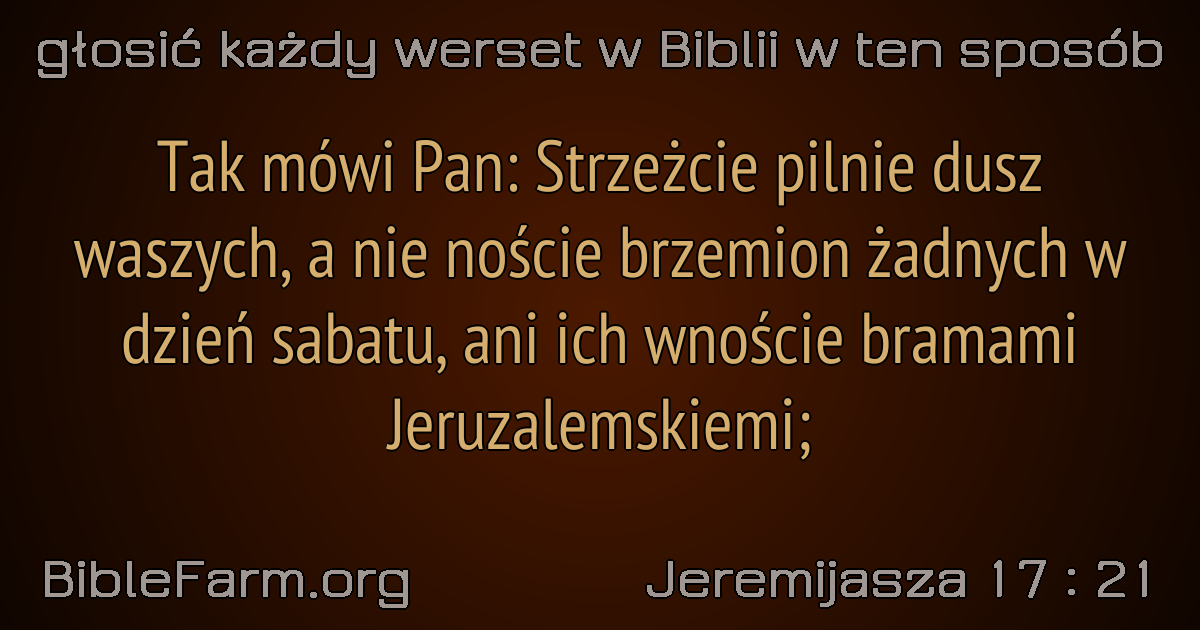 głosić każdy werset w Biblii w ten sposób
Tak mówi Pan: Strzeżcie pilnie dusz
waszych, a nie noście brzemion żadnych w
dzień sabatu, ani ich wnoście bramami
Jeruzalemskiemi;
BibleFarm.org
Jeremijasza 17 : 21